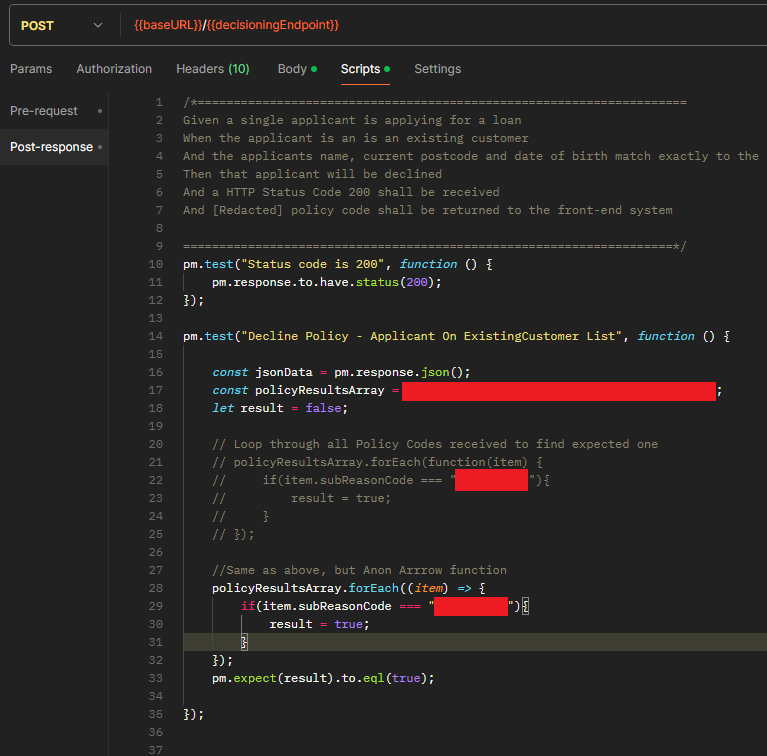 POST {{baseURL}}/{{decisioningEndpoint}}
Params Authorization Headers (10) Body Scripts Settings
Pre-request
Post-response
1 /*====================================================================
2 Given a single applicant is applying for a loan
3 When the applicant is an is an existing customer
4 And the applicants name, current postcode and date of birth match exactly to the
5 Then that applicant will be declined
6 And a HTTP Status Code 200 shall be received
7 And [Redacted] policy code shall be returned to the front-end system
8
9 ====================================================================*/
10 pm.test("Status code is 200", function () {
11 pm.response.to.have.status(200);
12 });
13
14 pm.test("Decline Policy - Applicant On ExistingCustomer List", function () {
15
16 const jsonData = pm.response.json();
17 const policyResultsArray = ;
18 let result = false;
19
20 // Loop through all Policy Codes received to find expected one
21 // policyResultsArray.forEach(function(item) {
22 // if(item.subReasonCode === " "){
23 // result = true;
24 // }
25 // });
26
27 //Same as above, but Anon Arrrow function
28 policyResultsArray.forEach((item) => {
29 if(item.subReasonCode === " "){
30 result = true;
31 }
32 });
33 pm.expect(result).to.eql(true);
34
35 });
36
37